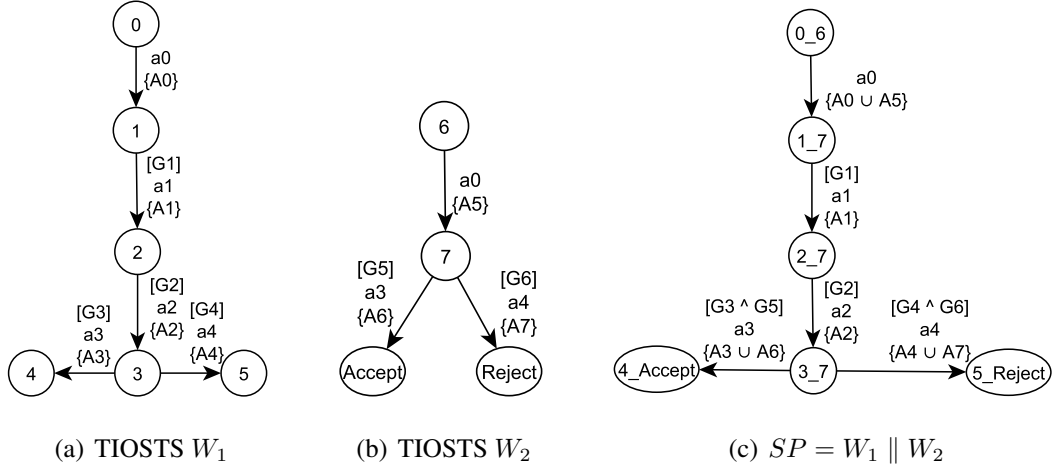 0
a0
{A0}
1
[G1]
a1
{A1}
2
[G2]
a2
{A2}
[G3]
a3
{A3}
[G4]
a4
{A4}
4
3
5
(a) TIOSTS W₁
6
a0
{A5}
7
[G5]
a3
{A6}
[G6]
a4
{A7}
Accept
Reject
(b) TIOSTS W₂
0_6
a0
{A0 ∪ A5}
1_7
[G1]
a1
{A1}
2_7
[G2]
a2
{A2}
[G3 ^ G5]
a3
{A3 ∪ A6}
[G4 ^ G6]
a4
{A4 ∪ A7}
4_Accept
3_7
5_Reject
(c) SP = W₁ ∥ W₂